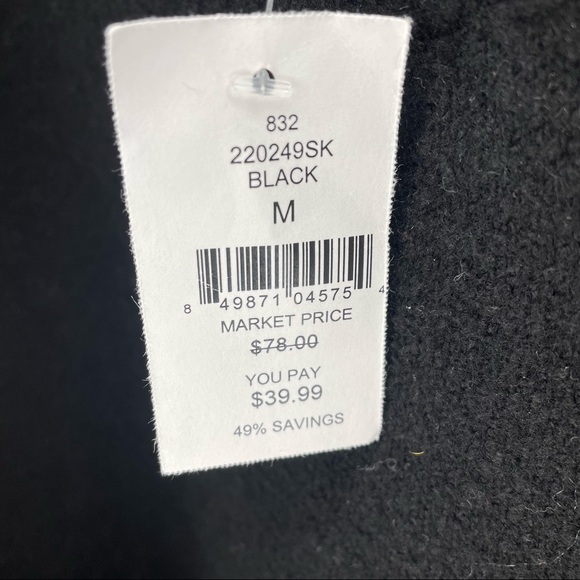 832
220249SK
BLACK
M
8 49871 04575 4
MARKET PRICE
$78.00
YOU PAY
$39.99
49% SAVINGS